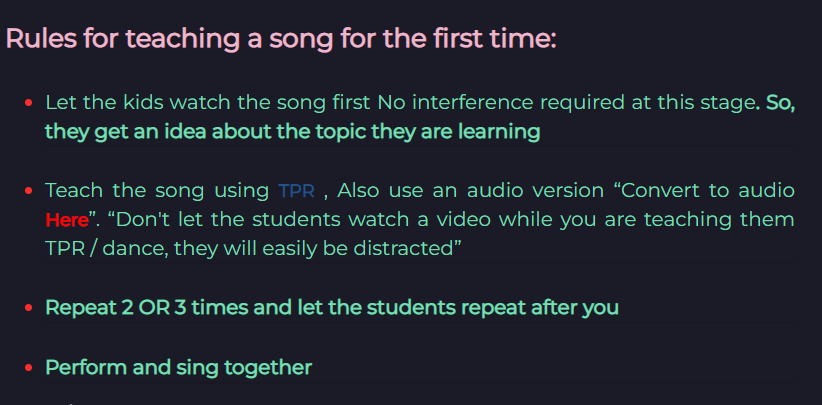 Rules for teaching a song for the first time:
Let the kids watch the song first No interference required at this stage. So,
they get an idea about the topic they are learning
Teach the song using TPR , Also use an audio version “Convert to audio
Here”. “Don't let the students watch a video while you are teaching them
TPR / dance, they will easily be distracted”
Repeat 2 OR 3 times and let the students repeat after you
Perform and sing together